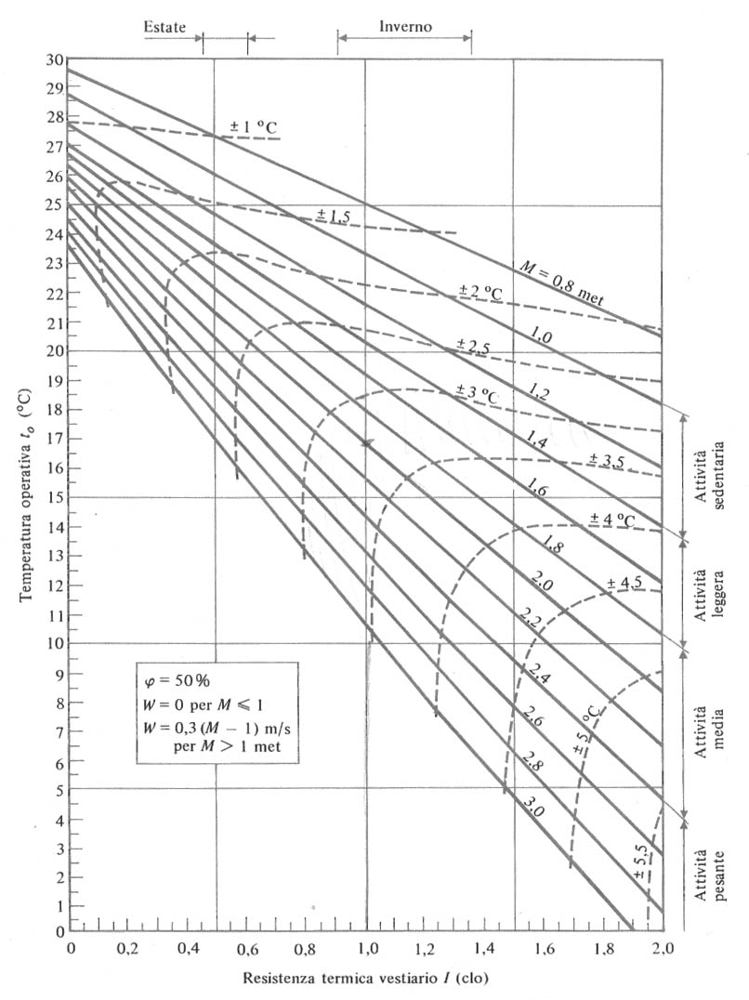 Estate
Inverno
30
29
28
27
26
25
24
23
22
21
20
19
18
17
16
15
14
13
12
11
10
9
8
7
6
5
4
3
2
1
0
Temperatura operativa to (°C)
± 1 °C
± 1,5
± 2 °C
± 2,5
± 3 °C
± 3,5
± 4 °C
± 4,5
± 5 °C
± 5,5
M = 0,8 met
1,0
1,2
1,4
1,6
1,8
2,0
2,2
2,4
2,6
2,8
3,0
φ = 50%
W = 0 per M ⩽ 1
W = 0,3 (M − 1) m/s
per M > 1 met
Attività
sedentaria
Attività
leggera
Attività
media
Attività
pesante
0 0,2 0,4 0,6 0,8 1,0 1,2 1,4 1,6 1,8 2,0
Resistenza termica vestiario I (clo)